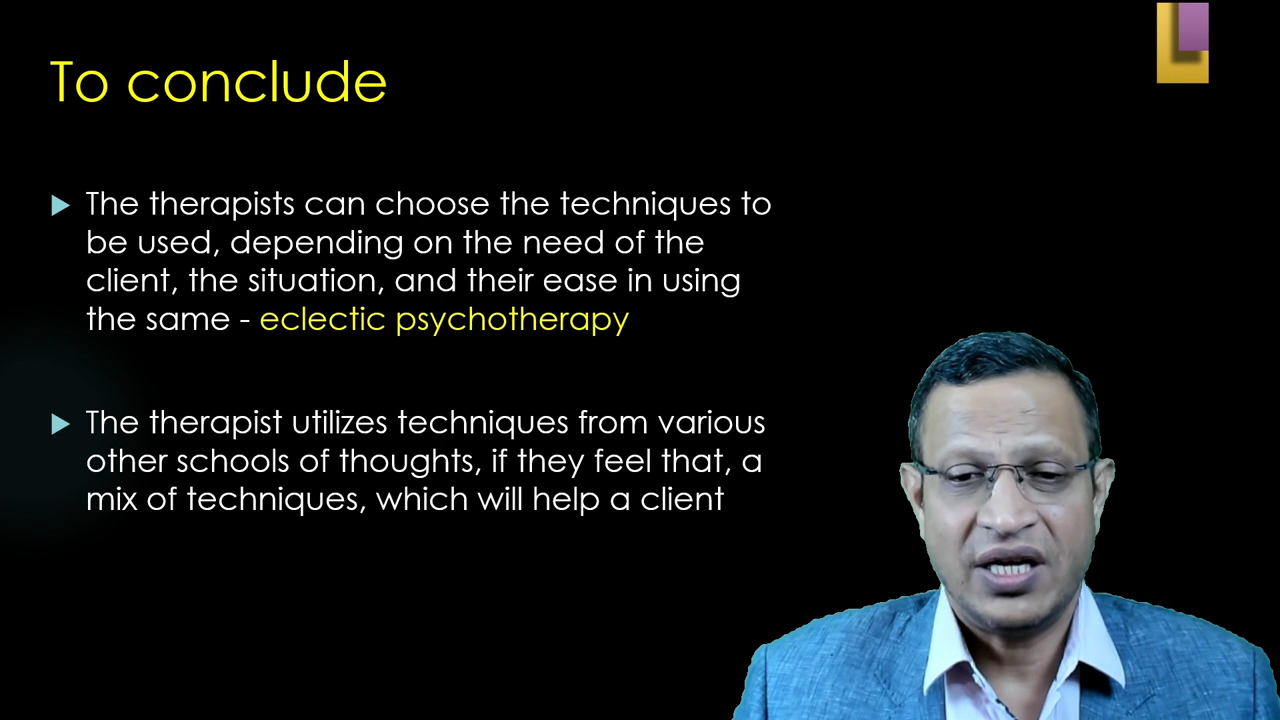 To conclude
The therapists can choose the techniques to
be used, depending on the need of the
client, the situation, and their ease in using
the same - eclectic psychotherapy
The therapist utilizes techniques from various
other schools of thoughts, if they feel that, a
mix of techniques, which will help a client